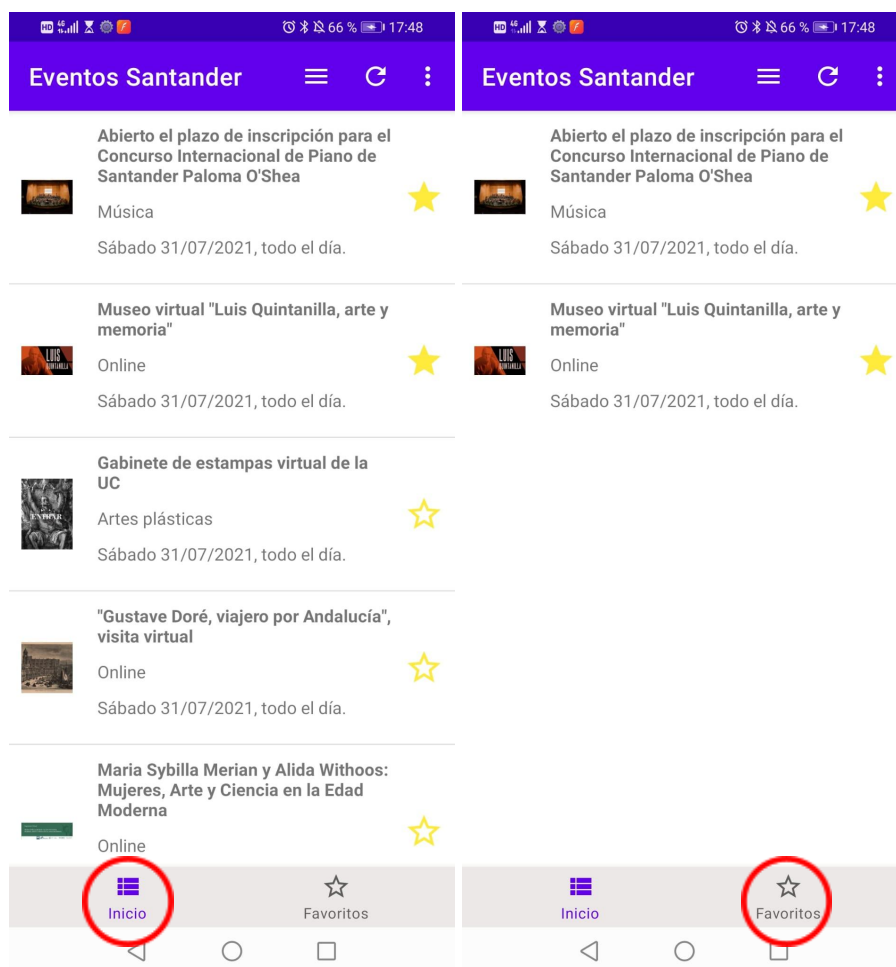 HD 46 66 % 17:48
Eventos Santander
Abierto el plazo de inscripción para el
Concurso Internacional de Piano de
Santander Paloma O'Shea
Música
Sábado 31/07/2021, todo el día.
LUIS
QUINTANILLA
Museo virtual "Luis Quintanilla, arte y
memoria"
Online
Sábado 31/07/2021, todo el día.
ENTRAR
Gabinete de estampas virtual de la
UC
Artes plásticas
Sábado 31/07/2021, todo el día.
"Gustave Doré, viajero por Andalucía",
visita virtual
Online
Sábado 31/07/2021, todo el día.
Maria Sybilla Merian y Alida Withoos:
Mujeres, Arte y Ciencia en la Edad
Moderna
Online
Inicio
Favoritos
HD 46 66 % 17:48
Eventos Santander
Abierto el plazo de inscripción para el
Concurso Internacional de Piano de
Santander Paloma O'Shea
Música
Sábado 31/07/2021, todo el día.
LUIS
QUINTANILLA
Museo virtual "Luis Quintanilla, arte y
memoria"
Online
Sábado 31/07/2021, todo el día.
Inicio
Favoritos